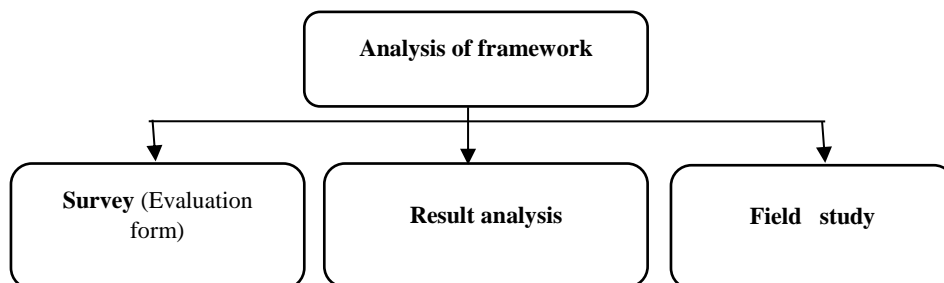 Analysis of framework
Survey (Evaluation
form)
Result analysis
Field study